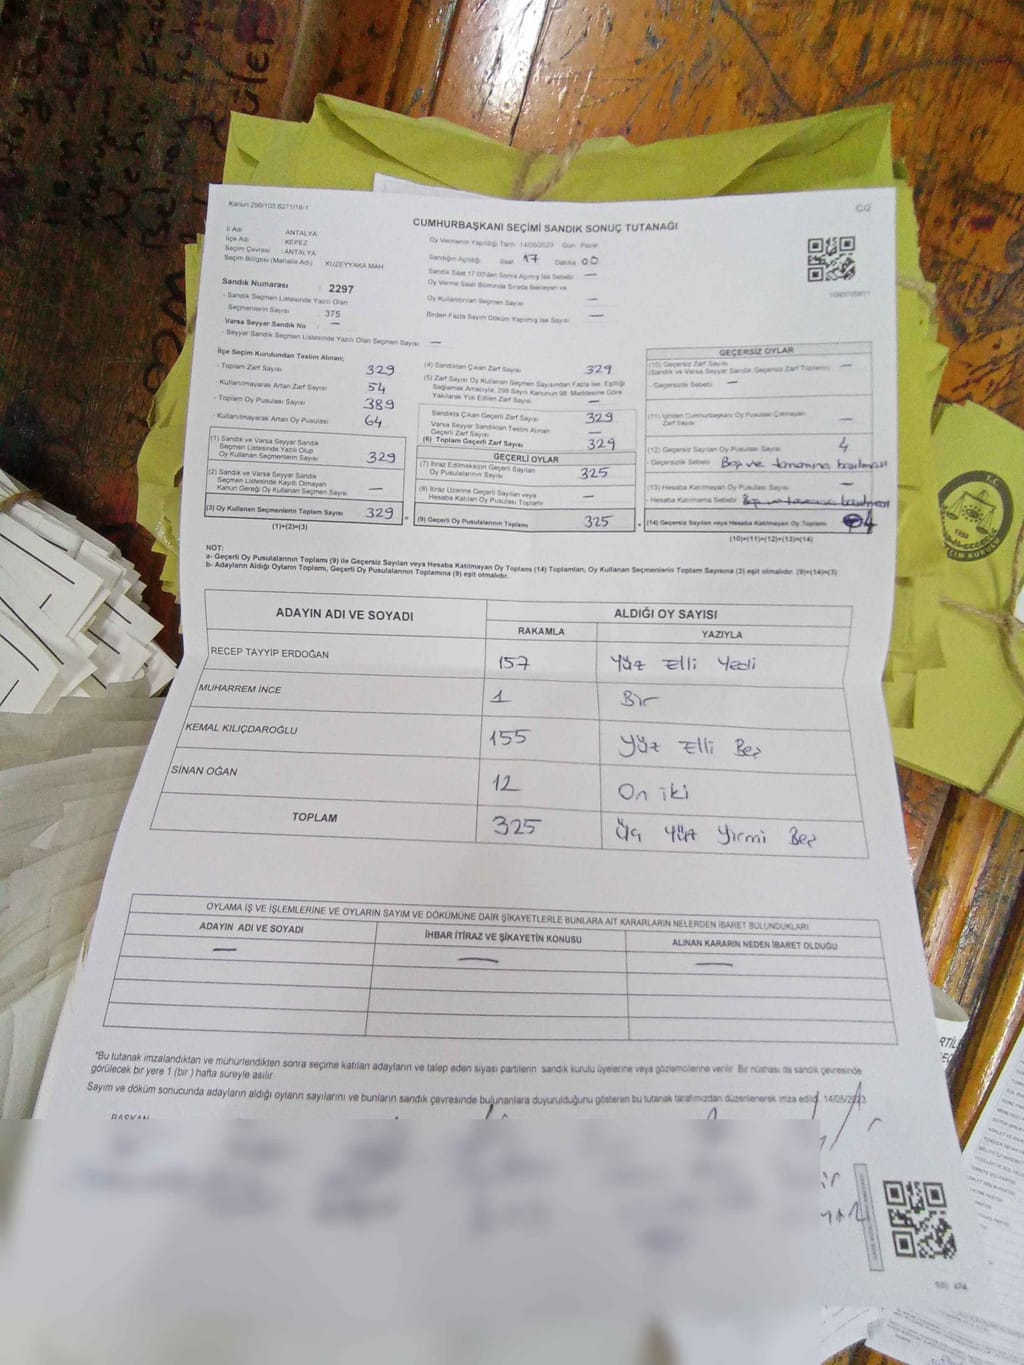 Kanun:298/105.6271/18-1
CUMHURBAŞKANI SEÇİMİ SANDIK SONUÇ TUTANAĞI
İl Adı : ANTALYA
İlçe Adı : KEPEZ
Seçim Çevresi : ANTALYA
Seçim Bölgesi (Mahalle Adı) : KUZEYYAKA MAH
Sandık Numarası : 2297
- Sandık Seçmen Listesinde Yazılı Olan
Seçmenlerin Sayısı : 375
Varsa Seyyar Sandık No : —
- Seyyar Sandık Seçmen Listesinde Yazılı Olan Seçmen Sayısı : —
Oy Vermenin Yapıldığı Tarih 14/05/2023 Gün Pazar
Sandığın Açıldığı Saat 17 Dakika 00
Sandık Saat 17.00'den Sonra Açılmış İse Sebebi —
Oy Verme Saati Bitiminde Sırada Bekleyen ve
Oy Kullandıran Seçmen Sayısı —
Birden Fazla Sayım Döküm Yapılmış İse Sayısı —
İlçe Seçim Kurulundan Teslim Alınan;
- Toplam Zarf Sayısı 329
- Kullanılmayarak Artan Zarf Sayısı 54
- Toplam Oy Pusulası Sayısı 389
- Kullanılmayarak Artan Oy Pusulası 64
(1) Sandık ve Varsa Seyyar Sandık
Seçmen Listesinde Yazılı Olup
Oy Kullanan Seçmenlerin Sayısı 329
(2) Sandık ve Varsa Seyyar Sandık
Seçmen Listesinde Kaydı Olmayan
Kanun Gereği Oy Kullanan Seçmen Sayısı —
(3) Oy Kullanan Seçmenlerin Toplam Sayısı 329
(1)+(2)=(3)
(4) Sandıktan Çıkan Zarf Sayısı 329
(5) Zarf Sayısı Oy Kullanan Seçmen Sayısından Fazla ise, Eşitliği
Sağlamak Amacıyla, 298 Sayılı Kanunun 98. Maddesine Göre
Yakılarak Yok Edilen Zarf Sayısı —
Sandıkta Çıkan Geçerli Zarf Sayısı 329
Varsa Seyyar Sandıktan Teslim Alınan
Geçerli Zarf Sayısı —
(6) Toplam Geçerli Zarf Sayısı 329
GEÇERLİ OYLAR
(7) İtiraz Edilmeksizin Geçerli Sayılan
Oy Pusulalarının Sayısı 325
(8) İtiraz Üzerine Geçerli Sayılan veya
Hesaba Katılan Oy Pusulası Toplamı —
(9) Geçerli Oy Pusulalarının Toplamı 325
GEÇERSİZ OYLAR
(10) Geçersiz Zarf Sayısı
(Sandık ve Varsa Seyyar Sandık Geçersiz Zarf Toplamı) —
- Geçersizlik Sebebi —
(11) İçinden Cumhurbaşkanı Oy Pusulası Çıkmayan
Zarf Sayısı —
(12) Geçersiz Sayılan Oy Pusulası Sayısı 4
- Geçersizlik Sebebi Boş ve tamamına basılması
(13) Hesaba Katılmayan Oy Pusulası Sayısı —
- Hesaba Katılmama Sebebi
(14) Geçersiz Sayılan veya Hesaba Katılmayan Oy Toplamı 4
(10)+(11)+(12)+(13)=(14)
NOT:
a- Geçerli Oy Pusulalarının Toplamı (9) ile Geçersiz Sayılan veya Hesaba Katılmayan Oy Toplamı (14) Toplamları, Oy Kullanan Seçmenlerin Toplam Sayısına (3) eşit olmalıdır. (9)+(14)=(3)
b- Adayların Aldığı Oyların Toplamı, Geçerli Oy Pusulalarının Toplamına (9) eşit olmalıdır.
ADAYIN ADI VE SOYADI ALDIĞI OY SAYISI
RAKAMLA YAZIYLA
RECEP TAYYIP ERDOĞAN 157 Yüz Elli Yedi
MUHARREM İNCE 1 Bir
KEMAL KILIÇDAROĞLU 155 Yüz Elli Beş
SİNAN OĞAN 12 On iki
TOPLAM 325 Üç Yüz Yirmi Beş
OYLAMA İŞ VE İŞLEMLERİNE VE OYLARIN SAYIM VE DÖKÜMÜNE DAİR ŞİKAYETLERLE BUNLARA AİT KARARLARIN NELERDEN İBARET BULUNDUKLARI
ADAYIN ADI VE SOYADI İHBAR İTİRAZ VE ŞİKAYETİN KONUSU ALINAN KARARIN NEDEN İBARET OLDUĞU
— — —
"Bu tutanak imzalandıktan ve mühürlendikten sonra seçime katılan adayların ve talep eden siyasi partilerin sandık kurulu üyelerine veya gözlemcilerine verilir. Bir nüshası da sandık çevresinde
görülecek bir yere 1 (bir ) hafta süreyle asılır.
Sayım ve döküm sonucunda adayların aldığı oyların sayılarını ve bunların sandık çevresinde bulunanlara duyurulduğunu gösteren bu tutanak tarafımızdan düzenlenerek imza edildi. 14/05/2023
BAŞKAN
T.C.
1950